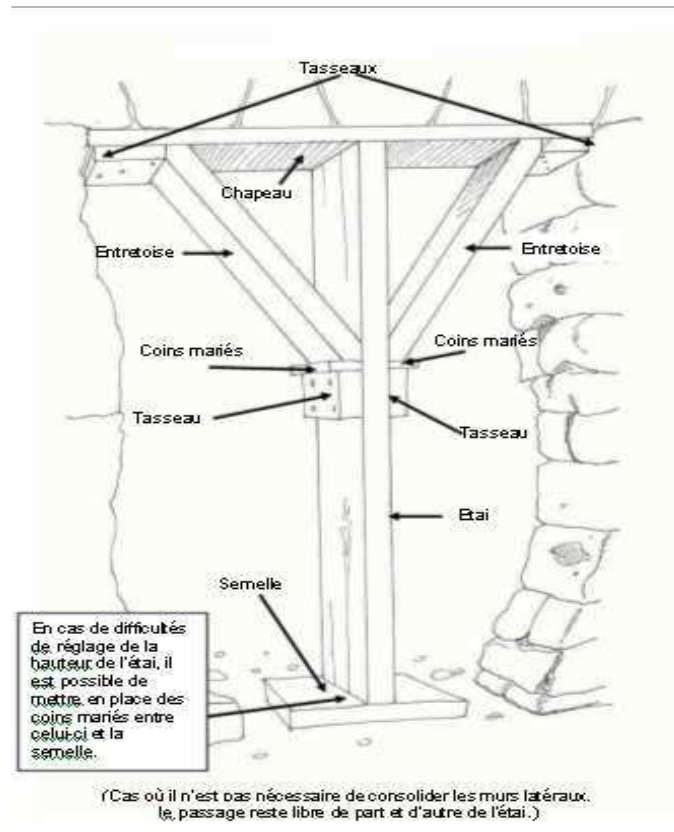 Tasseaux
Chapeau
Entretoise
Entretoise
Coins mariés
Coins mariés
Tasseau
Tasseau
Etai
Semelle
En cas de difficultés
de réglage de la
hauteur de l'étai, il
est possible de
mettre en place des
coins mariés entre
celui-ci et la
semelle.
(Cas où il n'est pas nécessaire de consolider les murs latéraux.
le passage reste libre de part et d'autre de l'étai.)